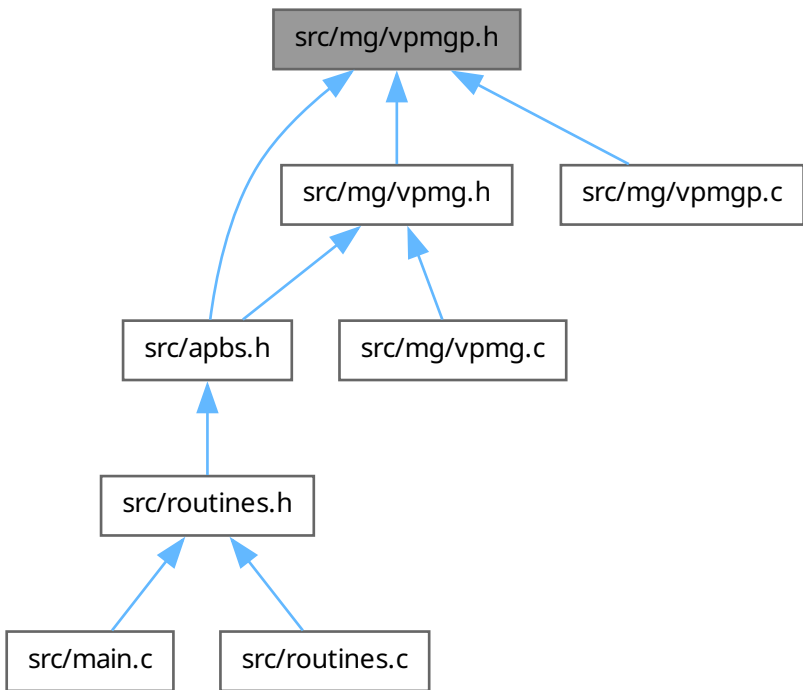 src/mg/vpmgp.h
src/mg/vpmg.h
src/mg/vpmgp.c
src/apbs.h
src/mg/vpmg.c
src/routines.h
src/main.c
src/routines.c